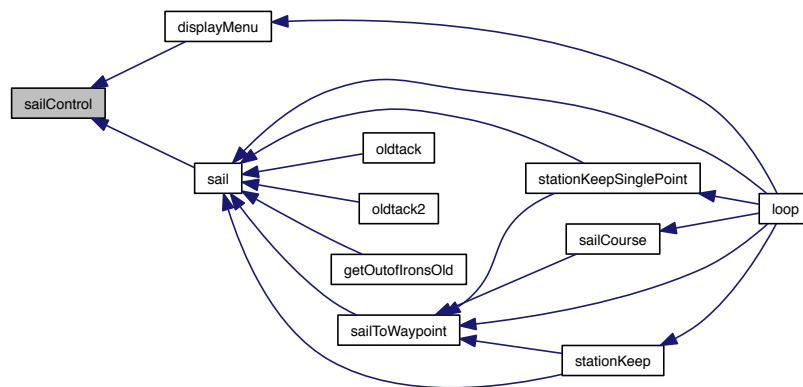 displayMenu
sailControl
oldtack
sail
stationKeepSinglePoint
oldtack2
loop
sailCourse
getOutofIronsOld
sailToWaypoint
stationKeep